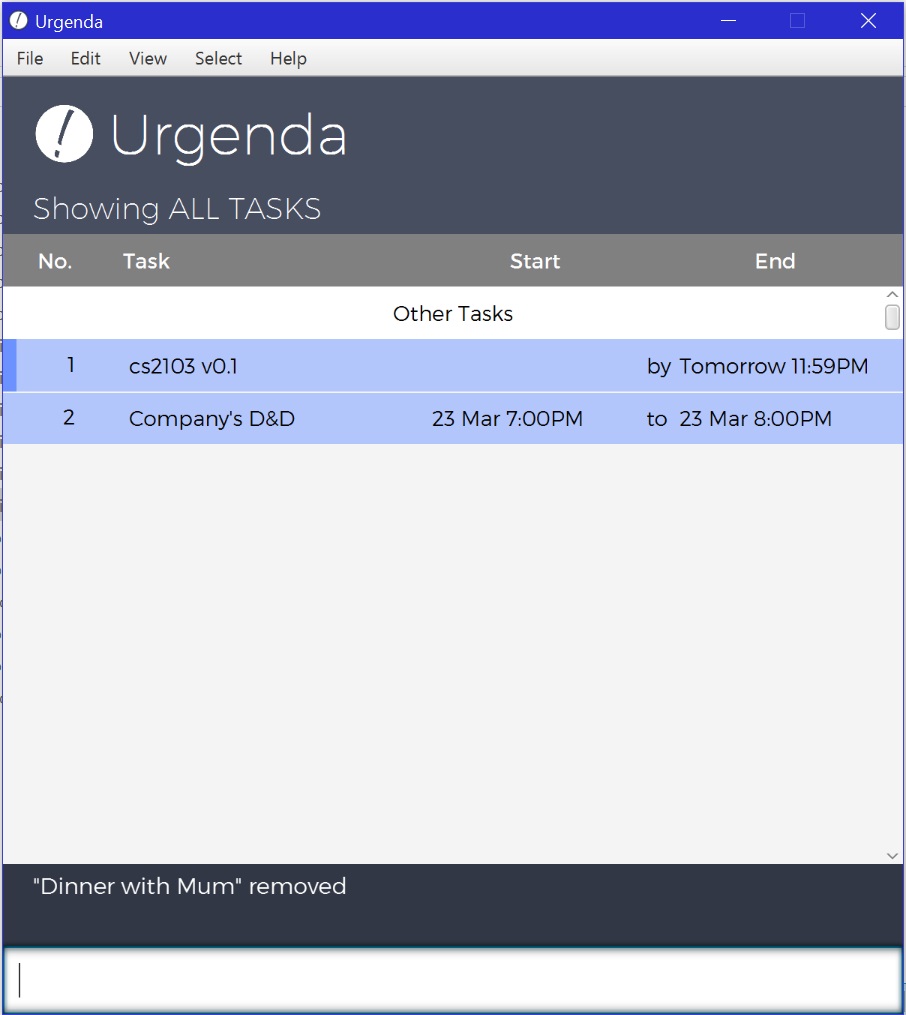 Urgenda
File Edit View Select Help
Urgenda
Showing ALL TASKS
No. Task Start End
Other Tasks
1 cs2103 v0.1 by Tomorrow 11:59PM
2 Company's D&D 23 Mar 7:00PM to 23 Mar 8:00PM
"Dinner with Mum" removed